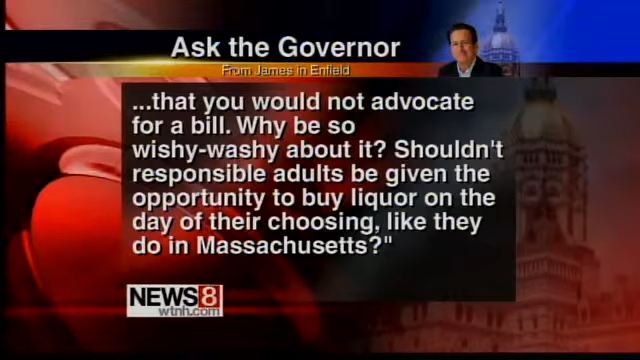 Ask the Governor
From James in Enfield
...that you would not advocate
for a bill. Why be so
wishy-washy about it? Shouldn't
responsible adults be given the
opportunity to buy liquor on the
day of their choosing, like they
do in Massachusetts?"
NEWS 8
wtnh.com